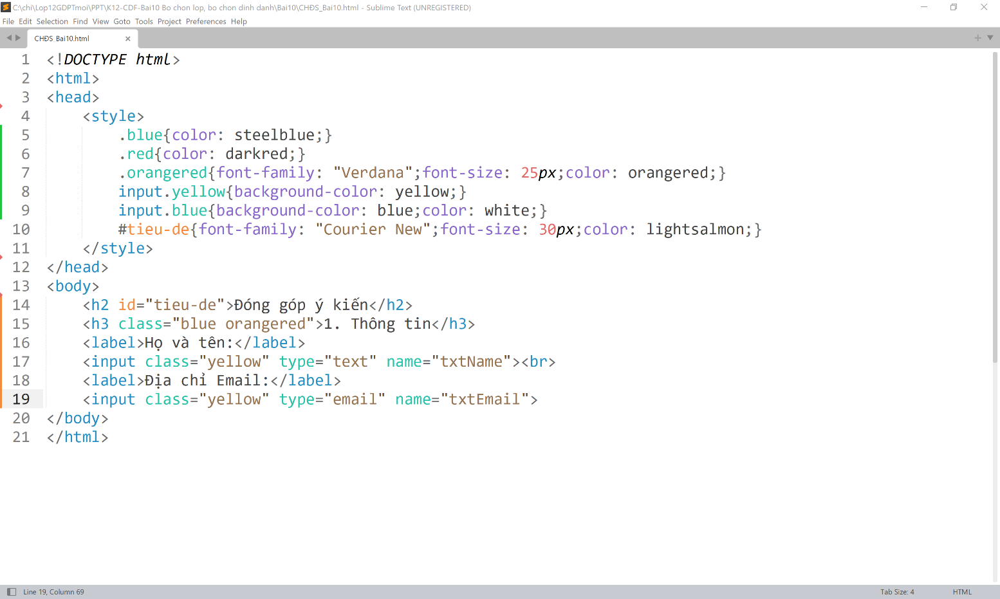 C:\chi\Lop12GDPTmoi\PPT\K12-CDF-Bai10 Bo chon lop, bo chon dinh danh\Bai10\CHĐS_Bai10.html - Sublime Text (UNREGISTERED)
File Edit Selection Find View Goto Tools Project Preferences Help
CHĐS_Bai10.html
1 <!DOCTYPE html>
2 <html>
3 <head>
4 <style>
5 .blue{color: steelblue;}
6 .red{color: darkred;}
7 .orangered{font-family: "Verdana";font-size: 25px;color: orangered;}
8 input.yellow{background-color: yellow;}
9 input.blue{background-color: blue;color: white;}
10 #tieu-de{font-family: "Courier New";font-size: 30px;color: lightsalmon;}
11 </style>
12 </head>
13 <body>
14 <h2 id="tieu-de">Đóng góp ý kiến</h2>
15 <h3 class="blue orangered">1. Thông tin</h3>
16 <label>Họ và tên:</label>
17 <input class="yellow" type="text" name="txtName"><br>
18 <label>Địa chỉ Email:</label>
19 <input class="yellow" type="email" name="txtEmail">
20 </body>
21 </html>
Line 19, Column 69 Tab Size: 4 HTML